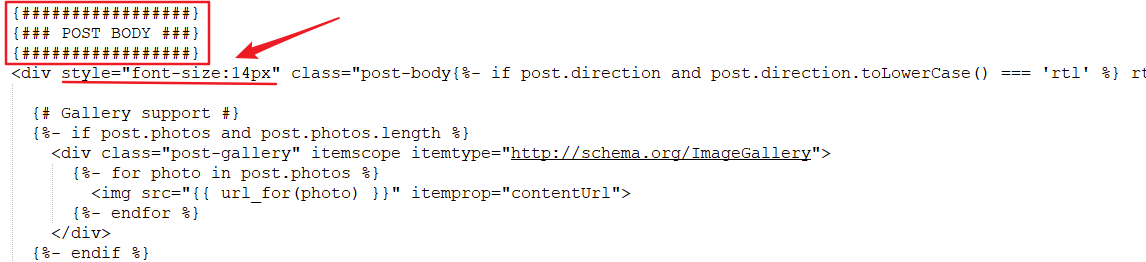 {#################}
{### POST BODY ###}
{#################}
<div style="font-size:14px" class="post-body{%- if post.direction and post.direction.toLowerCase() === 'rtl' %} rt
{# Gallery support #}
{%- if post.photos and post.photos.length %}
<div class="post-gallery" itemscope itemtype="http://schema.org/ImageGallery">
{%- for photo in post.photos %}
<img src="{{ url_for(photo) }}" itemprop="contentUrl">
{%- endfor %}
</div>
{%- endif %}